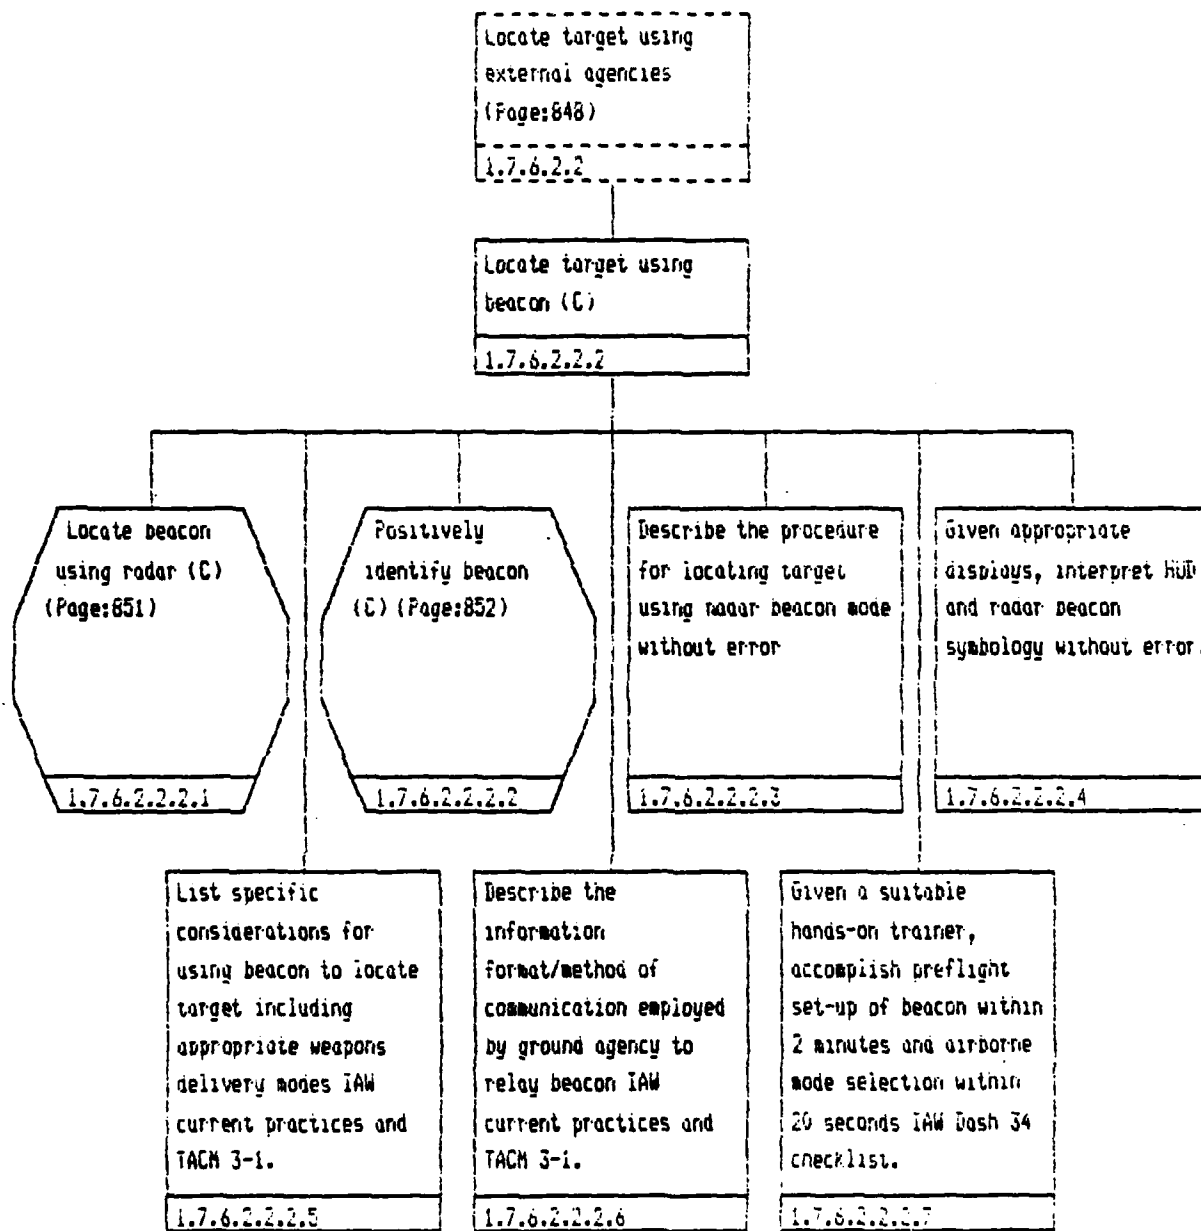 Locate target using
external agencies
(Page:848)
1.7.6.2.2
Locate target using
beacon (C)
1.7.6.2.2.2
Locate beacon
using radar (C)
(Page:851)
1.7.6.2.2.2.1
Positively
identify beacon
(C) (Page:852)
1.7.6.2.2.2.2
Describe the procedure
for locating target
using radar beacon mode
without error
1.7.6.2.2.2.3
Given appropriate
displays, interpret HUD
and radar beacon
symbology without error.
1.7.6.2.2.2.4
List specific
considerations for
using beacon to locate
target including
appropriate weapons
delivery modes IAW
current practices and
TACM 3-1.
1.7.6.2.2.2.5
Describe the
information
format/method of
communication employed
by ground agency to
relay beacon IAW
current practices and
TACM 3-1.
1.7.6.2.2.2.6
Given a suitable
hands-on trainer,
accomplish preflight
set-up of beacon within
2 minutes and airborne
mode selection within
20 seconds IAW Dash 34
checklist.
1.7.6.2.2.2.7